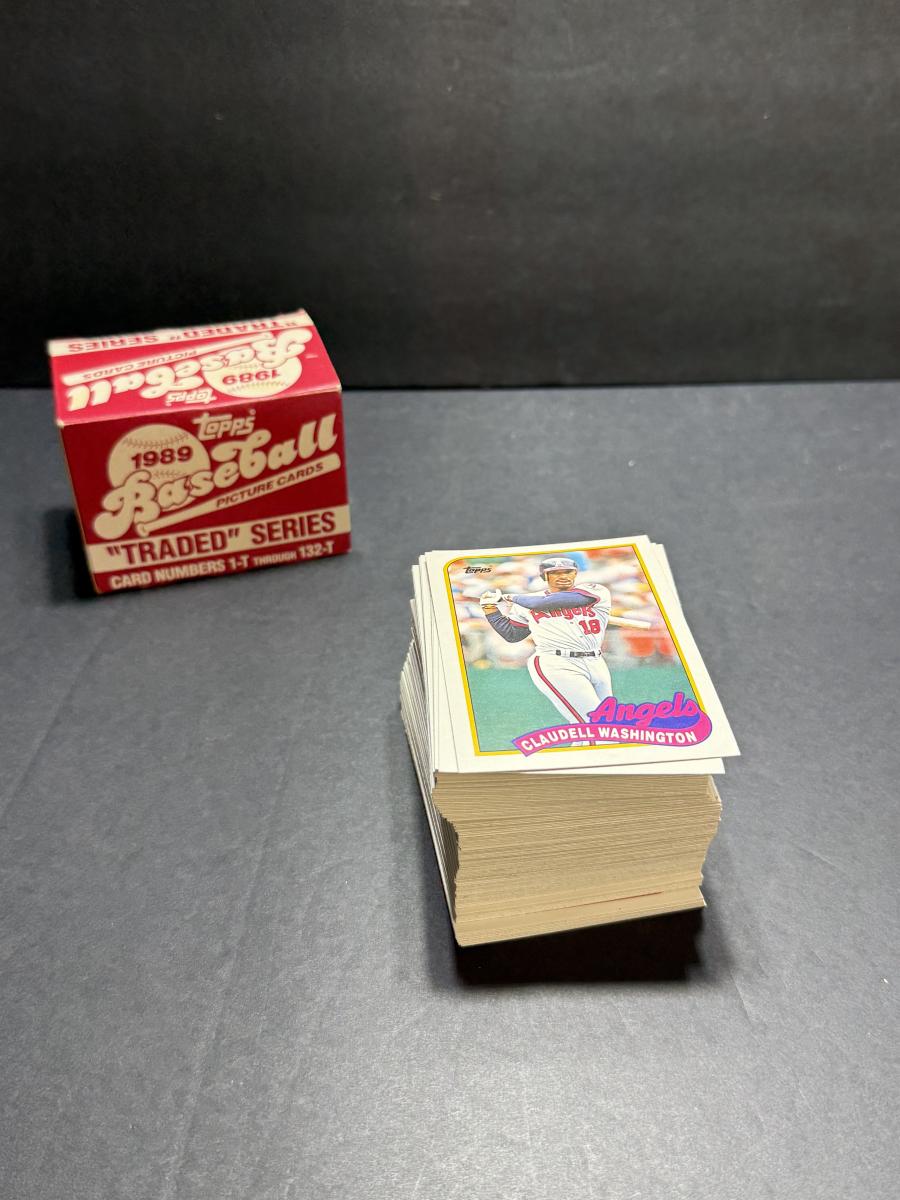 "TRADED" SERIES
PICTURE CARDS
Baseball
1989
Topps
Topps
1989
Baseball
PICTURE CARDS
"TRADED" SERIES
CARD NUMBERS 1-T THROUGH 132-T
Topps
Angels
18
Angels
CLAUDELL WASHINGTON